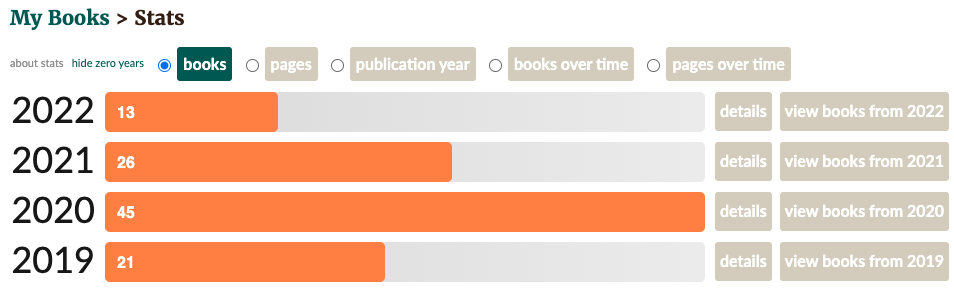 My Books > Stats
about stats hide zero years books pages publication year books over time pages over time
2022 13 details view books from 2022
2021 26 details view books from 2021
2020 45 details view books from 2020
2019 21 details view books from 2019